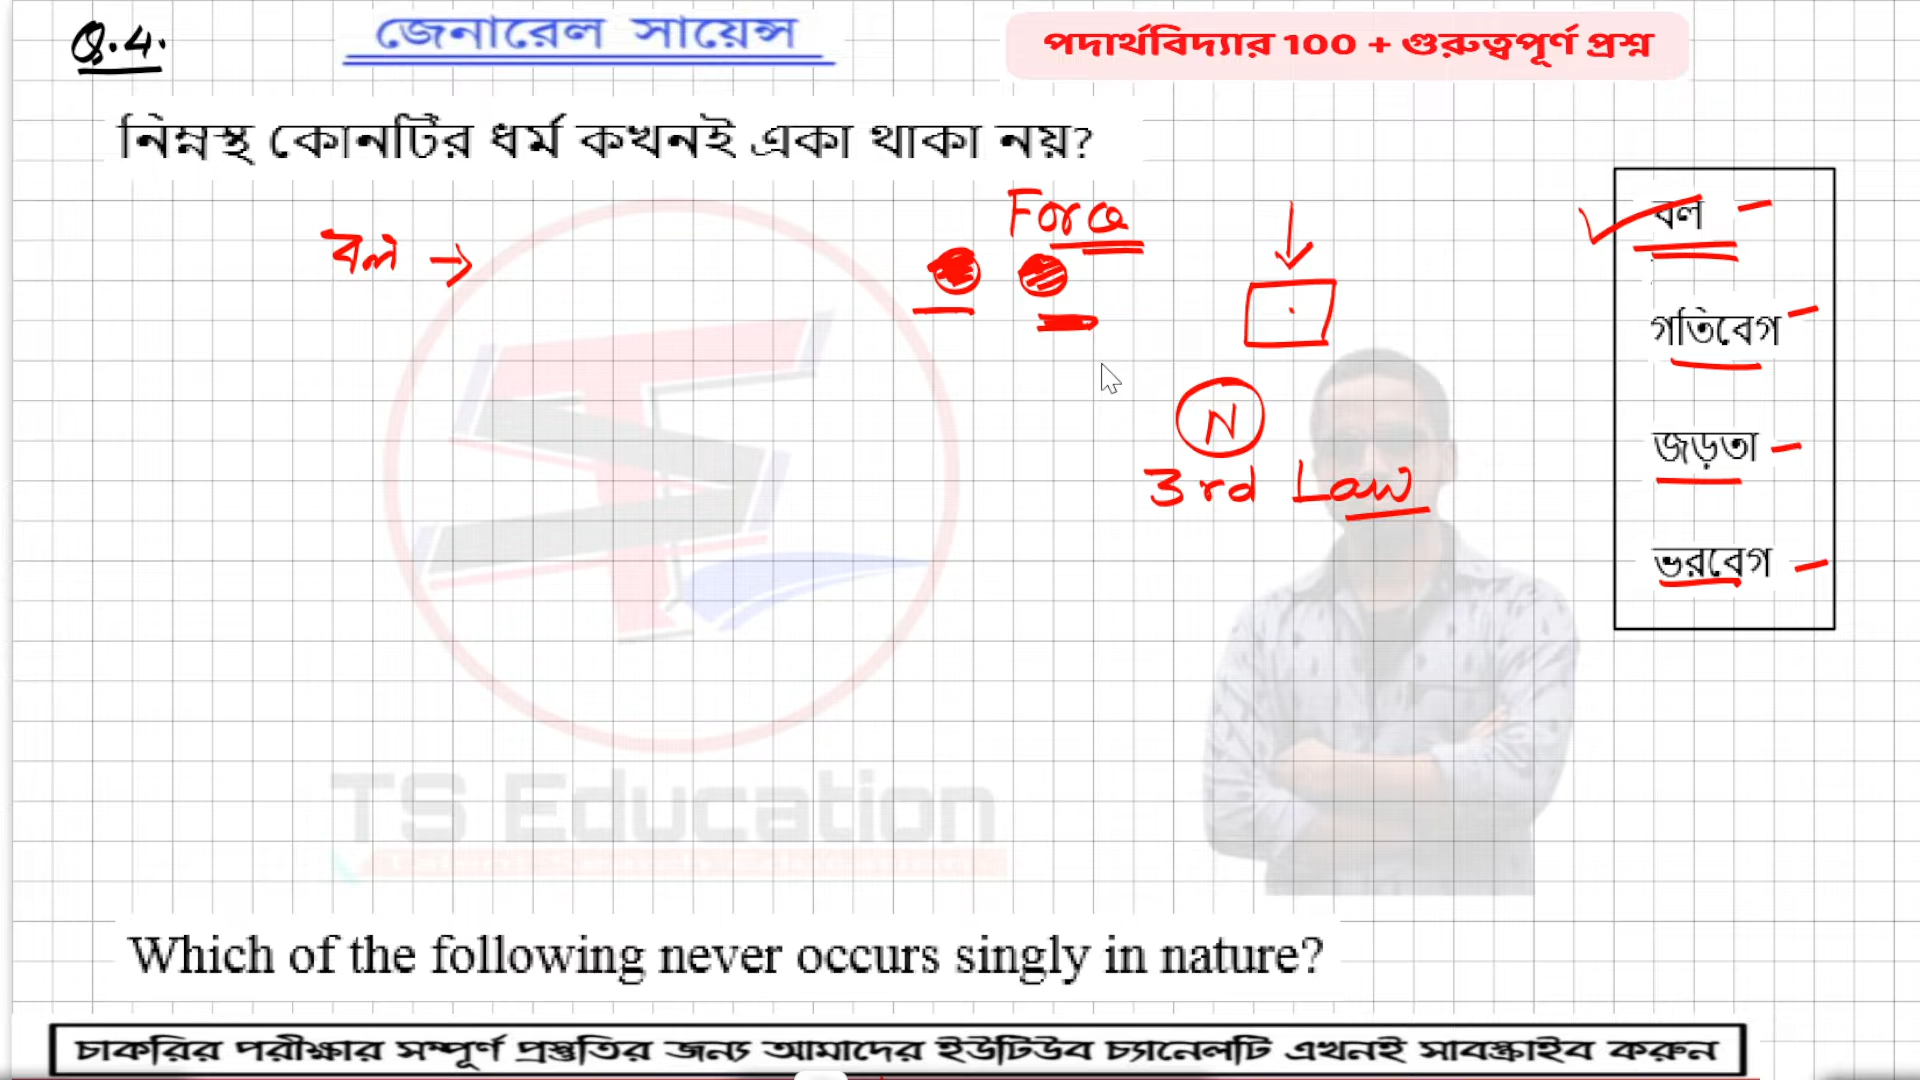 Q.4.
জেনারেল সায়েন্স
পদার্থবিদ্যার 100 + গুরুত্বপূর্ণ প্রশ্ন
নিম্নস্থ কোনটির ধর্ম কখনই একা থাকা নয়?
Force
বল →
বল
গতিবেগ
জড়তা
ভরবেগ
N
3rd Law
TS Education
Which of the following never occurs singly in nature?
চাকরির পরীক্ষার সম্পূর্ণ প্রস্তুতির জন্য আমাদের ইউটিউব চ্যানেলটি এখনই সাবস্ক্রাইব করুন